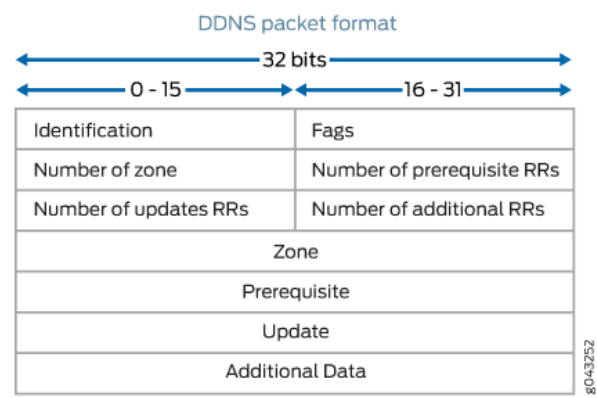 DDNS packet format
32 bits
0 - 15 16 - 31
Identification Fags
Number of zone Number of prerequisite RRs
Number of updates RRs Number of additional RRs
Zone
Prerequisite
Update
Additional Data
g043252